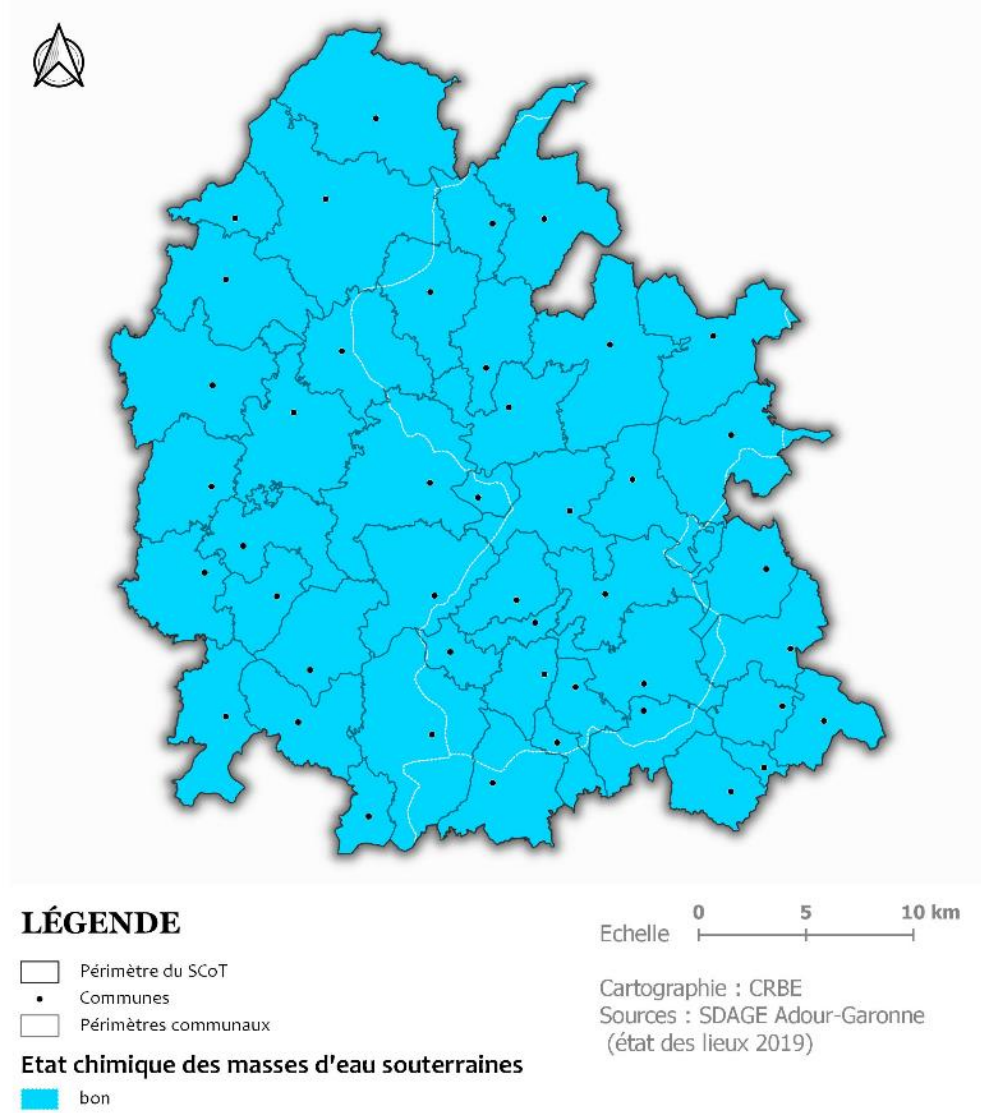 LÉGENDE
Périmètre du SCoT
Communes
Périmètres communaux
Etat chimique des masses d'eau souterraines
bon
0 5 10 km
Echelle
Cartographie : CRBE
Sources : SDAGE Adour-Garonne
(état des lieux 2019)